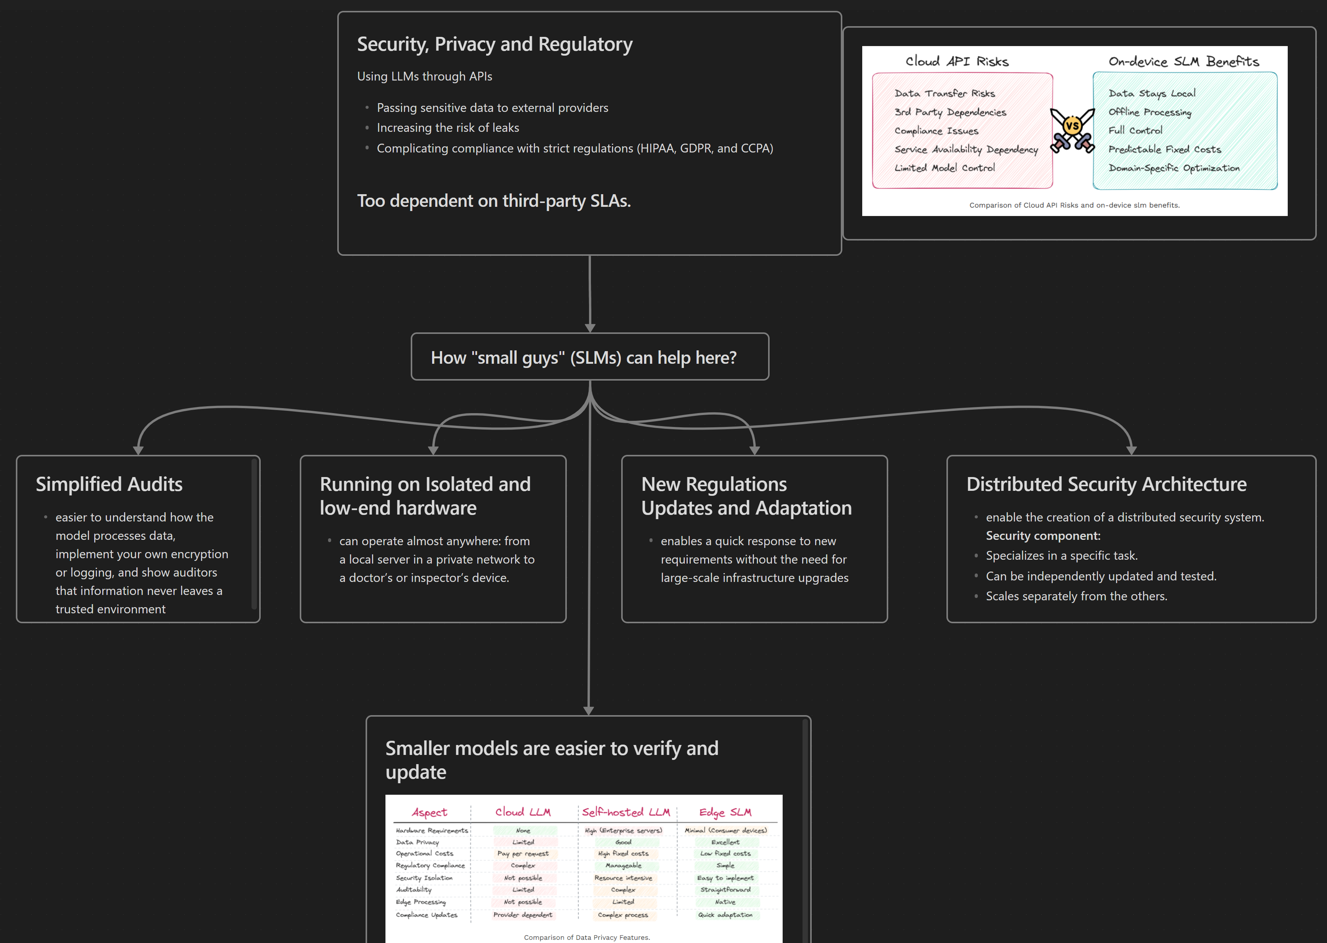 Security, Privacy and Regulatory
Using LLMs through APIs
Passing sensitive data to external providers
Increasing the risk of leaks
Complicating compliance with strict regulations (HIPAA, GDPR, and CCPA)
Too dependent on third-party SLAs.
Cloud API Risks
Data Transfer Risks
3rd Party Dependencies
Compliance Issues
Service Availability Dependency
Limited Model Control
VS
On-device SLM Benefits
Data Stays Local
Offline Processing
Full Control
Predictable Fixed Costs
Domain-Specific Optimization
Comparison of Cloud API Risks and on-device slm benefits.
How "small guys" (SLMs) can help here?
Simplified Audits
easier to understand how the
model processes data,
implement your own encryption
or logging, and show auditors
that information never leaves a
trusted environment
Running on Isolated and
low-end hardware
can operate almost anywhere: from
a local server in a private network to
a doctor's or inspector's device.
New Regulations
Updates and Adaptation
enables a quick response to new
requirements without the need for
large-scale infrastructure upgrades
Distributed Security Architecture
enable the creation of a distributed security system.
Security component:
Specializes in a specific task.
Can be independently updated and tested.
Scales separately from the others.
Smaller models are easier to verify and
update
Aspect Cloud LLM Self-hosted LLM Edge SLM
Hardware Requirements None High (Enterprise servers) Minimal (Consumer devices)
Data Privacy Limited Good Excellent
Operational Costs Pay per request High fixed costs Low fixed costs
Regulatory Compliance Complex Manageable Simple
Security Isolation Not possible Resource intensive Easy to implement
Auditability Limited Complex Straightforward
Edge Processing Not possible Limited Native
Compliance Updates Provider dependent Complex process Quick adaptation
Comparison of Data Privacy Features.